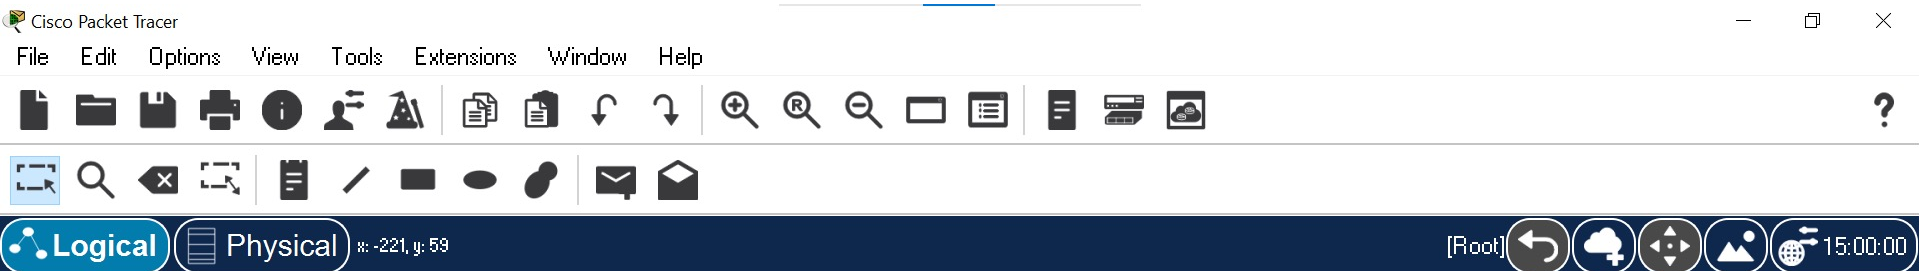 Cisco Packet Tracer
File Edit Options View Tools Extensions Window Help
R
?
Logical Physical x: -221, y: 59 [Root] 15:00:00